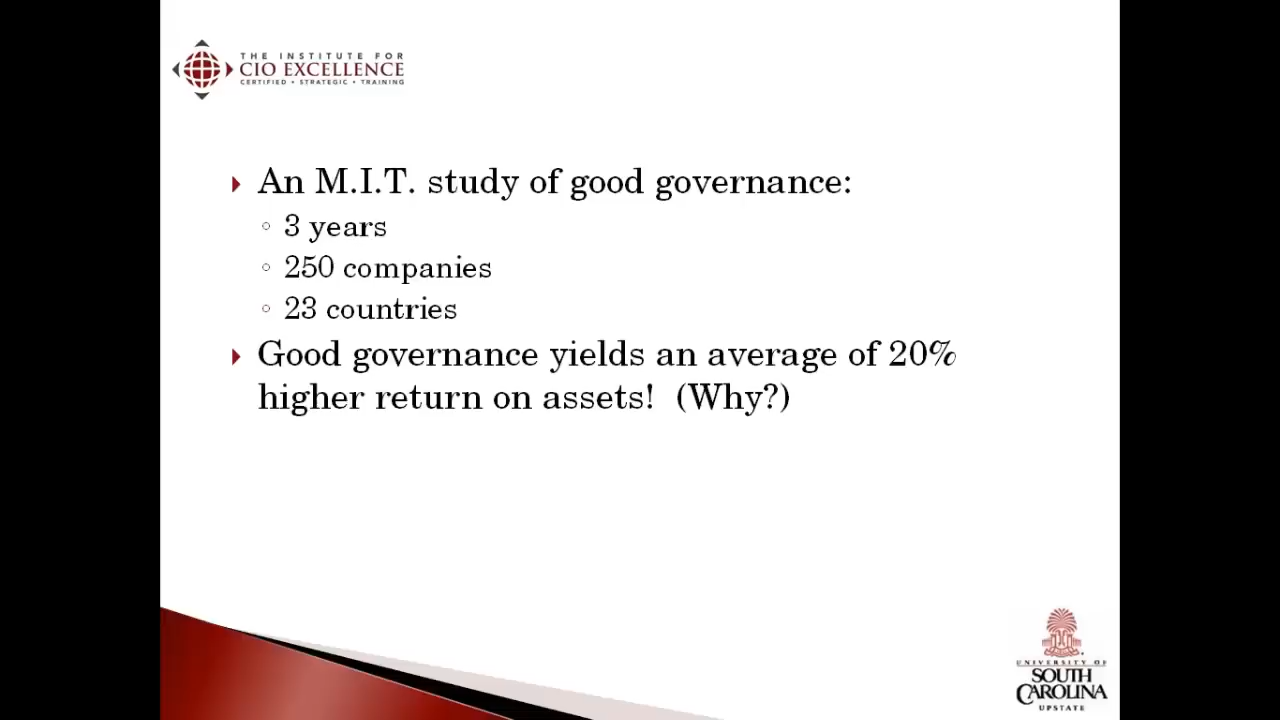 THE INSTITUTE FOR
CIO EXCELLENCE
CERTIFIED • STRATEGIC • TRAINING
An M.I.T. study of good governance:
3 years
250 companies
23 countries
Good governance yields an average of 20%
higher return on assets! (Why?)
UNIVERSITY OF
SOUTH
CAROLINA
UPSTATE